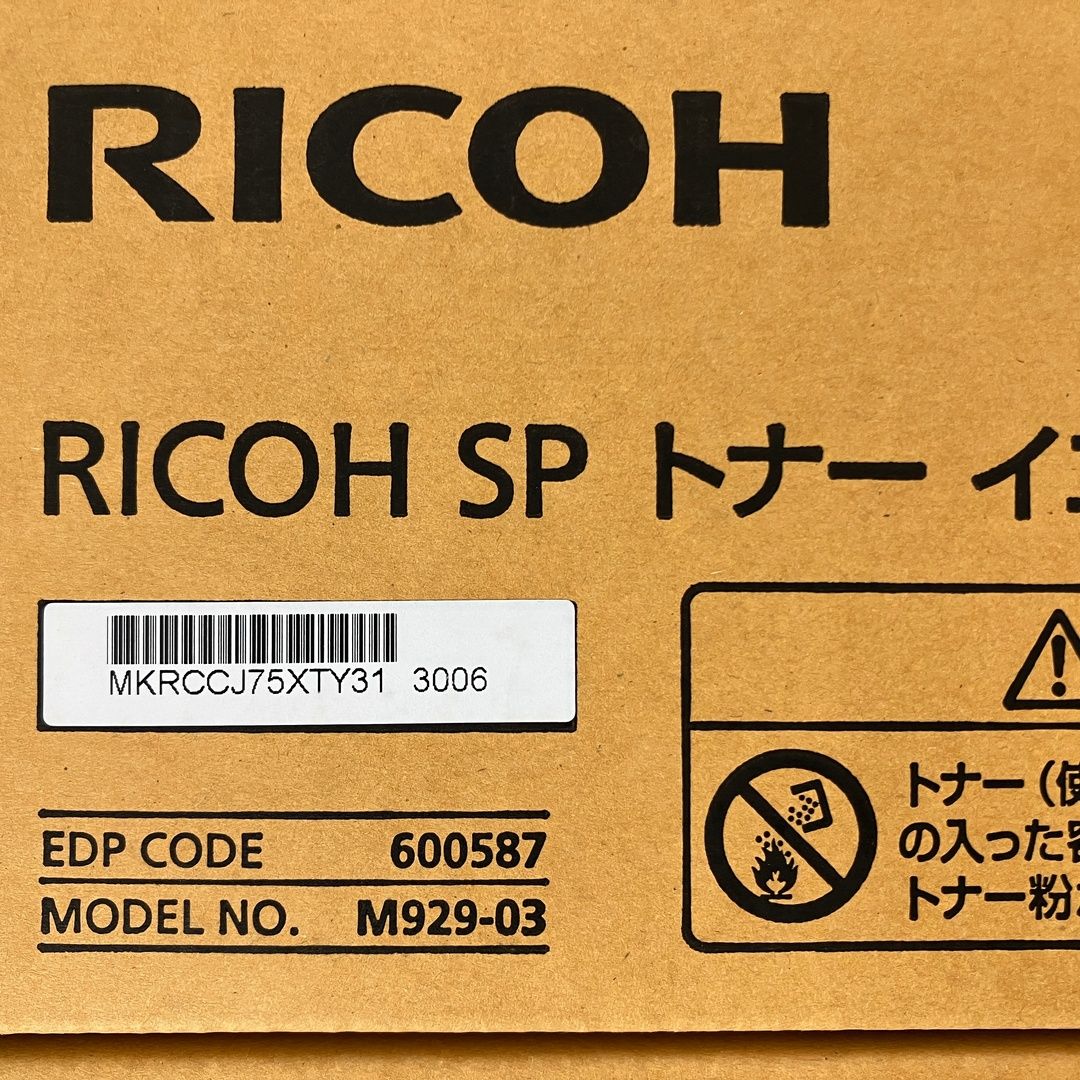 RICOH
RICOH SP トナー イ
MKRCCJ75XTY31 3006
EDP CODE 600587
MODEL NO. M929-03
トナー（使
の入った容
トナー粉